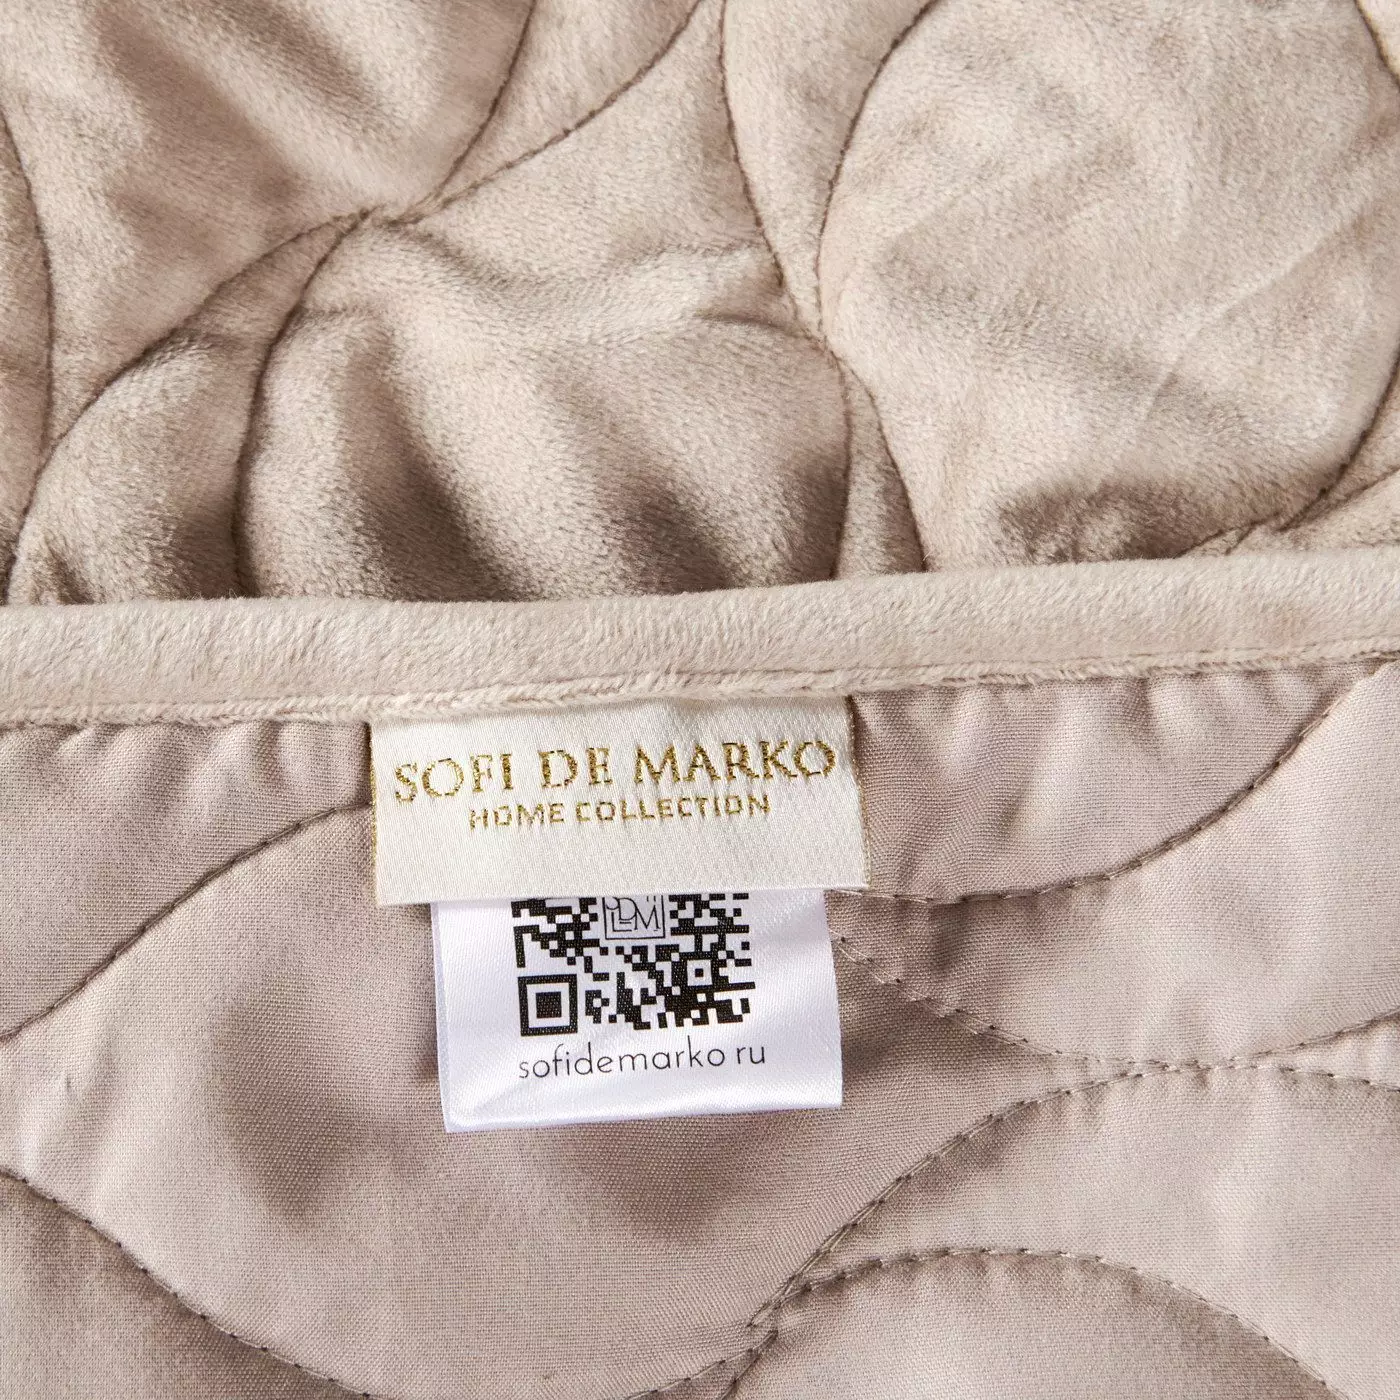 SOFI DE MARKO
HOME COLLECTION
SDM
sofidemarko ru